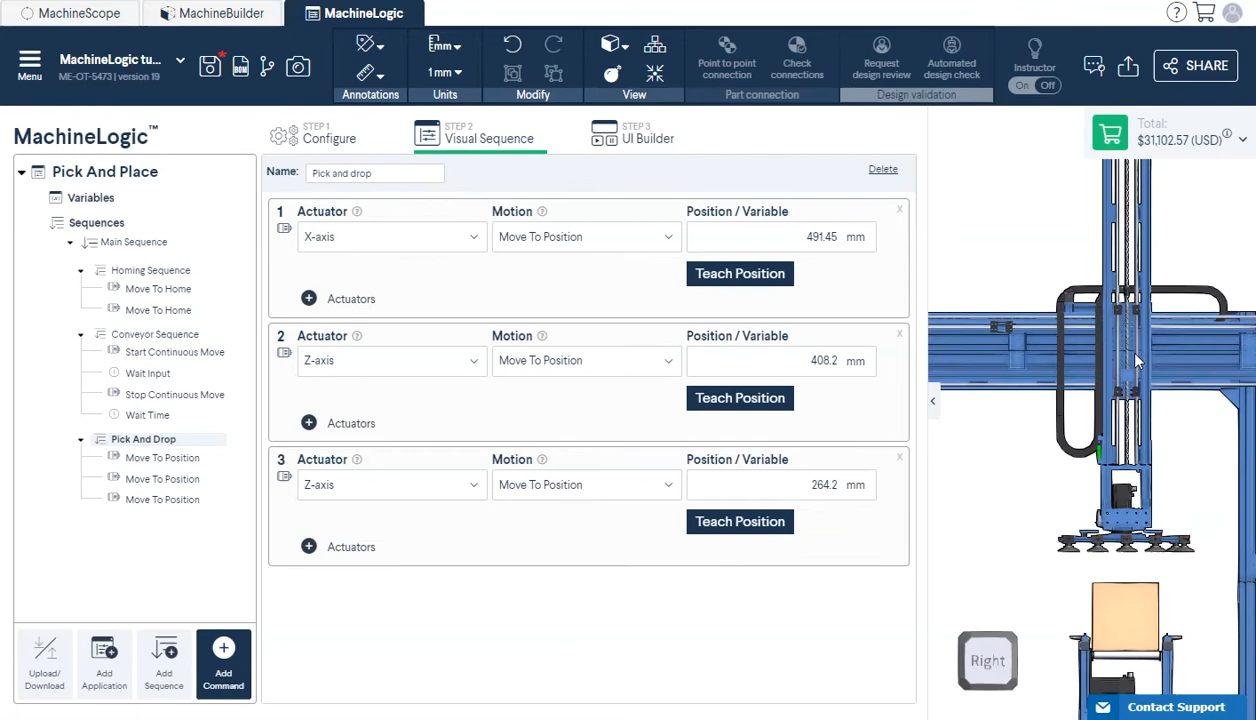 MachineScope MachineBuilder MachineLogic
Menu
MachineLogic tu...
ME-OT-5473 | version 19
BOM
mm
1 mm
Annotations Units Modify View
Point to point connection
Check connections
Part connection
Request design review
Automated design check
Design validation
Instructor
On Off
SHARE
MachineLogic™
STEP 1
Configure
STEP 2
Visual Sequence
STEP 3
UI Builder
Total:
$31,102.57 (USD)
Pick And Place
Variables
Sequences
Main Sequence
Homing Sequence
Move To Home
Move To Home
Conveyor Sequence
Start Continuous Move
Wait Input
Stop Continuous Move
Wait Time
Pick And Drop
Move To Position
Move To Position
Move To Position
Upload/
Download
Add
Application
Add
Sequence
Add
Command
Name: Pick and drop Delete
1 Actuator Motion Position / Variable x
X-axis Move To Position 491.45 mm
Teach Position
Actuators
2 Actuator Motion Position / Variable x
Z-axis Move To Position 408.2 mm
Teach Position
Actuators
3 Actuator Motion Position / Variable x
Z-axis Move To Position 264.2 mm
Teach Position
Actuators
Right
Contact Support